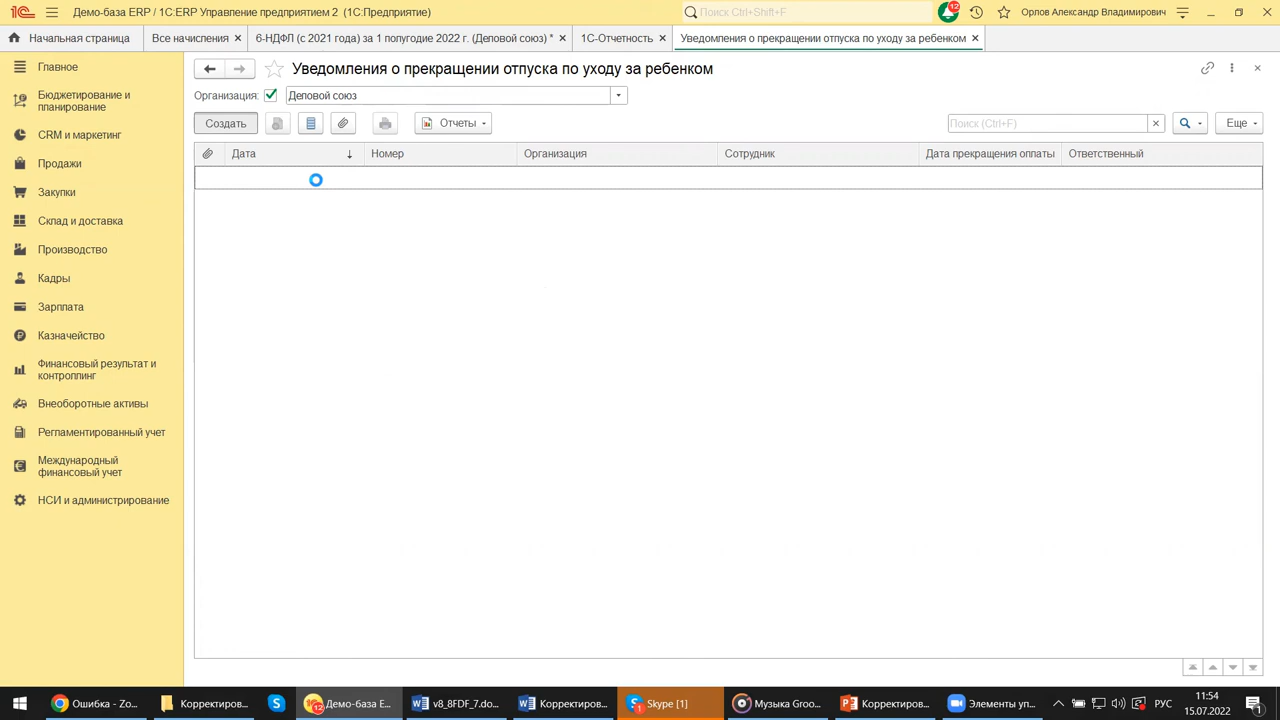 Демо-база ERP / 1C:ERP Управление предприятием 2 (1С:Предприятие)
Поиск Ctrl+Shift+F
12
Орлов Александр Владимирович
Начальная страница
Все начисления
6-НДФЛ (с 2021 года) за 1 полугодие 2022 г. (Деловой союз) *
1С-Отчетность
Уведомления о прекращении отпуска по уходу за ребенком
Главное
Бюджетирование и
планирование
CRM и маркетинг
Продажи
Закупки
Склад и доставка
Производство
Кадры
Зарплата
Казначейство
Финансовый результат и
контроллинг
Внеоборотные активы
Регламентированный учет
Международный
финансовый учет
НСИ и администрирование
Уведомления о прекращении отпуска по уходу за ребенком
Организация:
Деловой союз
Создать
Отчеты
Поиск (Ctrl+F)
Еще
Дата
Номер
Организация
Сотрудник
Дата прекращения оплаты
Ответственный
Ошибка - Zo...
Корректиров...
Демо-база Е...
12
v8_8FDF_7.do...
Корректиров...
Skype [1]
1
Музыка Groo...
Корректиров...
Элементы уп...
РУС
11:54
15.07.2022
1